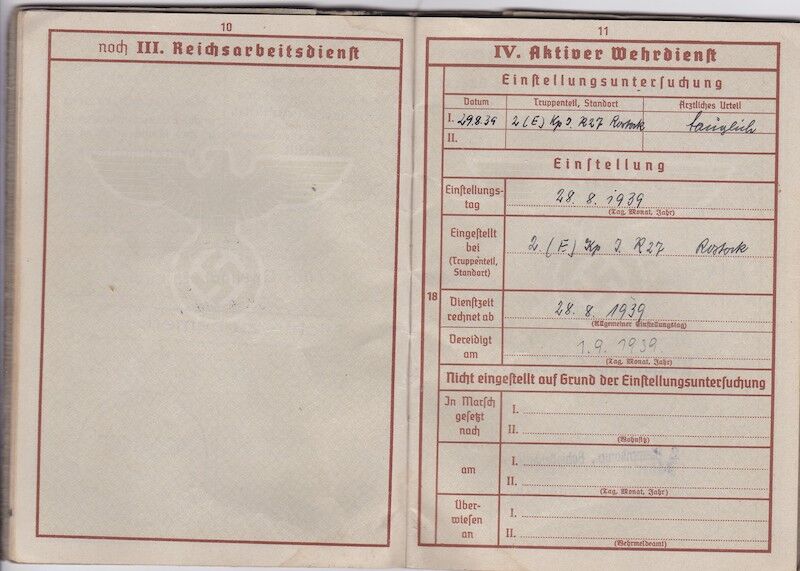 10
noch III. Reichsarbeitsdienst
11
IV. Aktiver Wehrdienst
Einstellungsuntersuchung
Datum Truppenteil, Standort Ärztliches Urteil
I. 29.8.39 2 (E) Kp J. R 27 Rostock tauglich
II.
Einstellung
Einstellungs-
tag
28. 8. 1939
(Tag, Monat, Jahr)
Eingestellt
bei
(Truppenteil,
Standort)
2. (E.) Kp J. R 27 Rostock
18
Dienstzeit
rechnet ab
28. 8. 1939
(Allgemeiner Einstellungstag)
Vereidigt
am
1.9.1939
(Tag, Monat, Jahr)
Nicht eingestellt auf Grund der Einstellungsuntersuchung
In Marsch
gesetzt
nach
I.
II.
(Wohnsitz)
am
I.
II.
(Tag, Monat, Jahr)
Über-
wiesen
an
I.
II.
(Wehrmeldeamt)